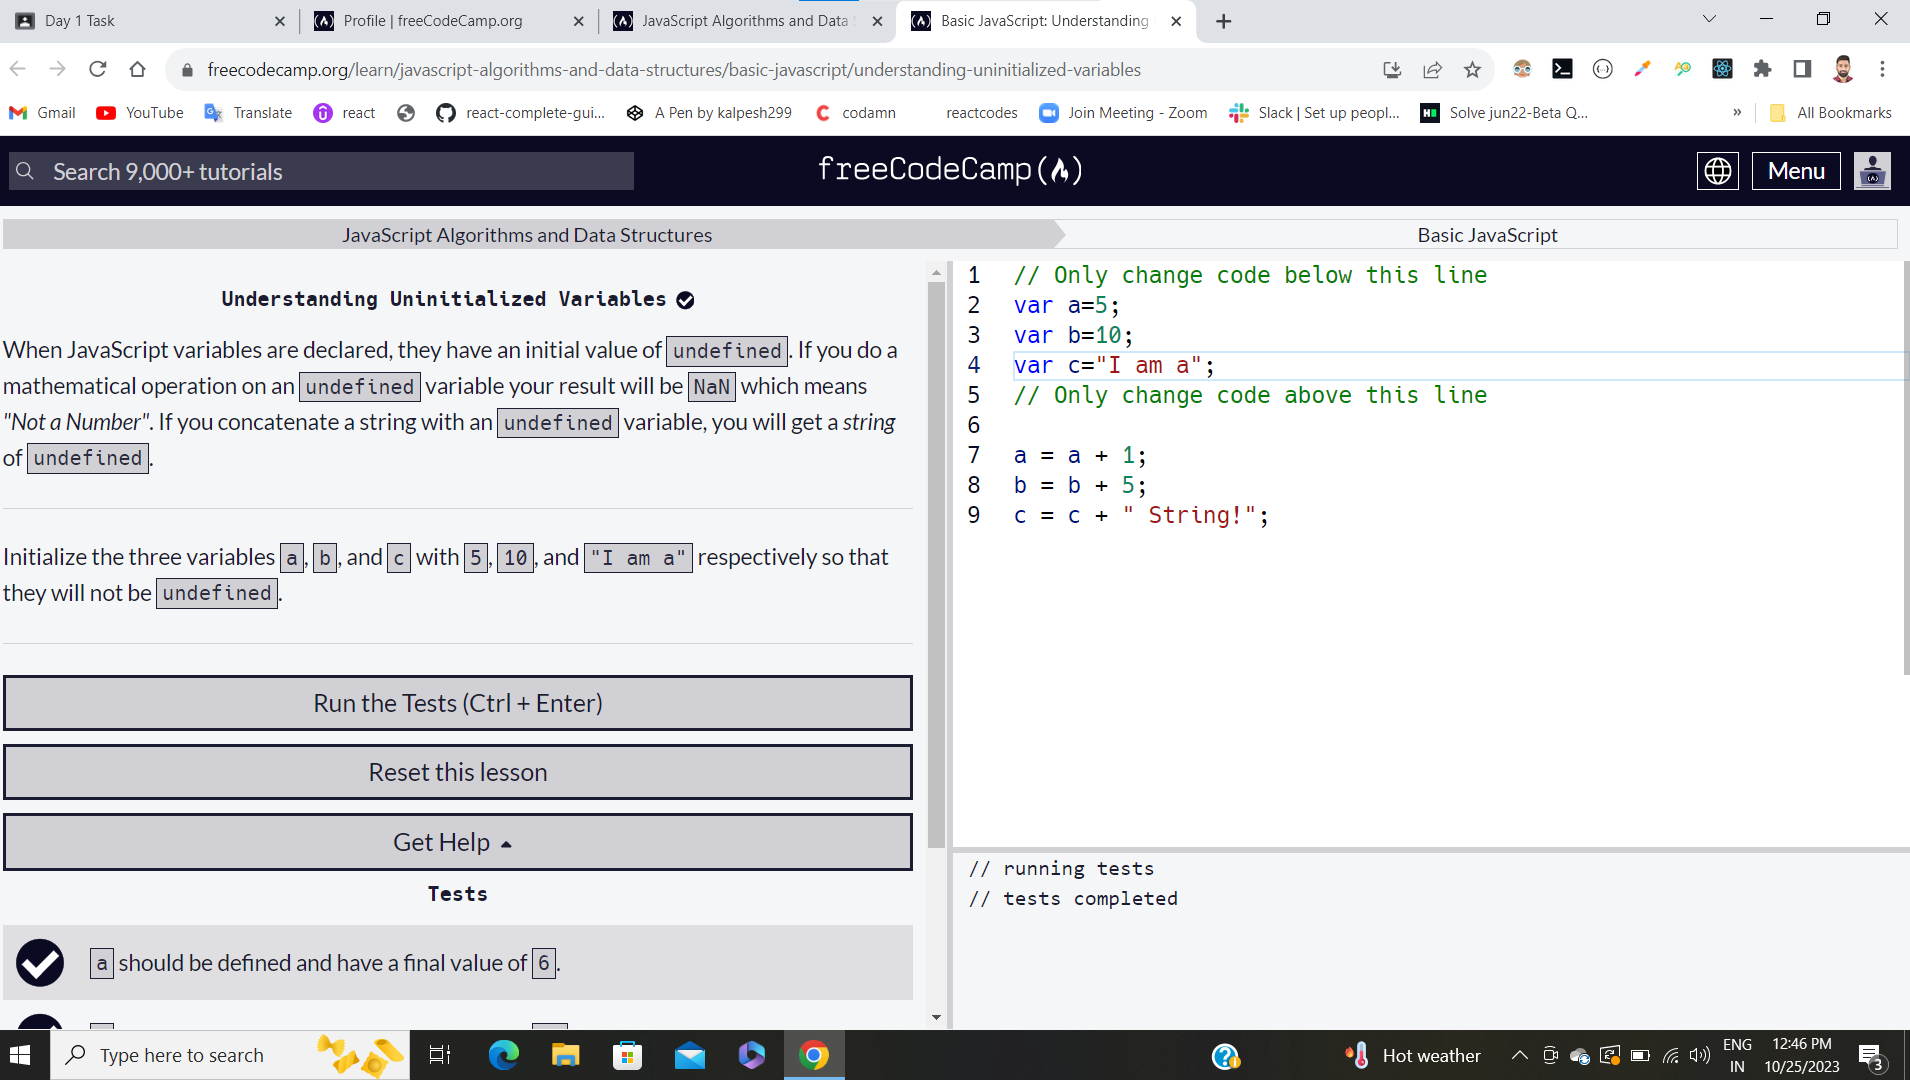 Day 1 Task
Profile | freeCodeCamp.org
JavaScript Algorithms and Data
Basic JavaScript: Understanding
freecodecamp.org/learn/javascript-algorithms-and-data-structures/basic-javascript/understanding-uninitialized-variables
Gmail YouTube Translate react react-complete-gui... A Pen by kalpesh299 codamn reactcodes Join Meeting - Zoom Slack | Set up peopl... Solve jun22-Beta Q... » All Bookmarks
Search 9,000+ tutorials
freeCodeCamp(🔥)
Menu
JavaScript Algorithms and Data Structures
Basic JavaScript
Understanding Uninitialized Variables
When JavaScript variables are declared, they have an initial value of undefined. If you do a
mathematical operation on an undefined variable your result will be NaN which means
"Not a Number". If you concatenate a string with an undefined variable, you will get a string
of undefined.
Initialize the three variables a, b, and c with 5, 10, and "I am a" respectively so that
they will not be undefined.
Run the Tests (Ctrl + Enter)
Reset this lesson
Get Help
Tests
a should be defined and have a final value of 6.
1 // Only change code below this line
2 var a=5;
3 var b=10;
4 var c="I am a";
5 // Only change code above this line
6
7 a = a + 1;
8 b = b + 5;
9 c = c + " String!";
// running tests
// tests completed
Type here to search
Hot weather
ENG
IN
12:46 PM
10/25/2023
3